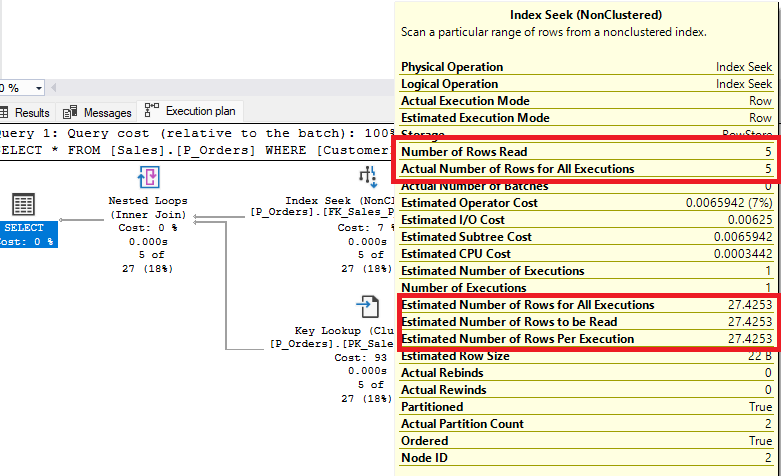 0 %
Results
Messages
Execution plan
Query 1: Query cost (relative to the batch): 100%
SELECT * FROM [Sales].[P_Orders] WHERE [Customer
SELECT
Cost: 0 %
Nested Loops
(Inner Join)
Cost: 0 %
0.000s
5 of
27 (18%)
Index Seek (NonCl
[P_Orders].[FK_Sales_P
Cost: 7 %
0.000s
5 of
27 (18%)
Key Lookup (Clu
[P_Orders].[PK_Sale
Cost: 93
0.000s
5 of
27 (18%)
Index Seek (NonClustered)
Scan a particular range of rows from a nonclustered index.
Physical Operation Index Seek
Logical Operation Index Seek
Actual Execution Mode Row
Estimated Execution Mode Row
Storage RowStore
Number of Rows Read 5
Actual Number of Rows for All Executions 5
Actual Number of Batches 0
Estimated Operator Cost 0.0065942 (7%)
Estimated I/O Cost 0.00625
Estimated Subtree Cost 0.0065942
Estimated CPU Cost 0.0003442
Estimated Number of Executions 1
Number of Executions 1
Estimated Number of Rows for All Executions 27.4253
Estimated Number of Rows to be Read 27.4253
Estimated Number of Rows Per Execution 27.4253
Estimated Row Size 22 B
Actual Rebinds 0
Actual Rewinds 0
Partitioned True
Actual Partition Count 2
Ordered True
Node ID 2